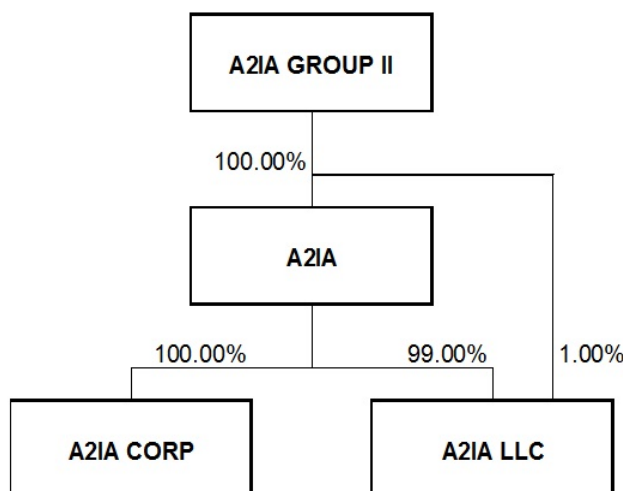 A2IA GROUP II
100.00%
A2IA
100.00%
99.00%
1.00%
A2IA CORP
A2IA LLC